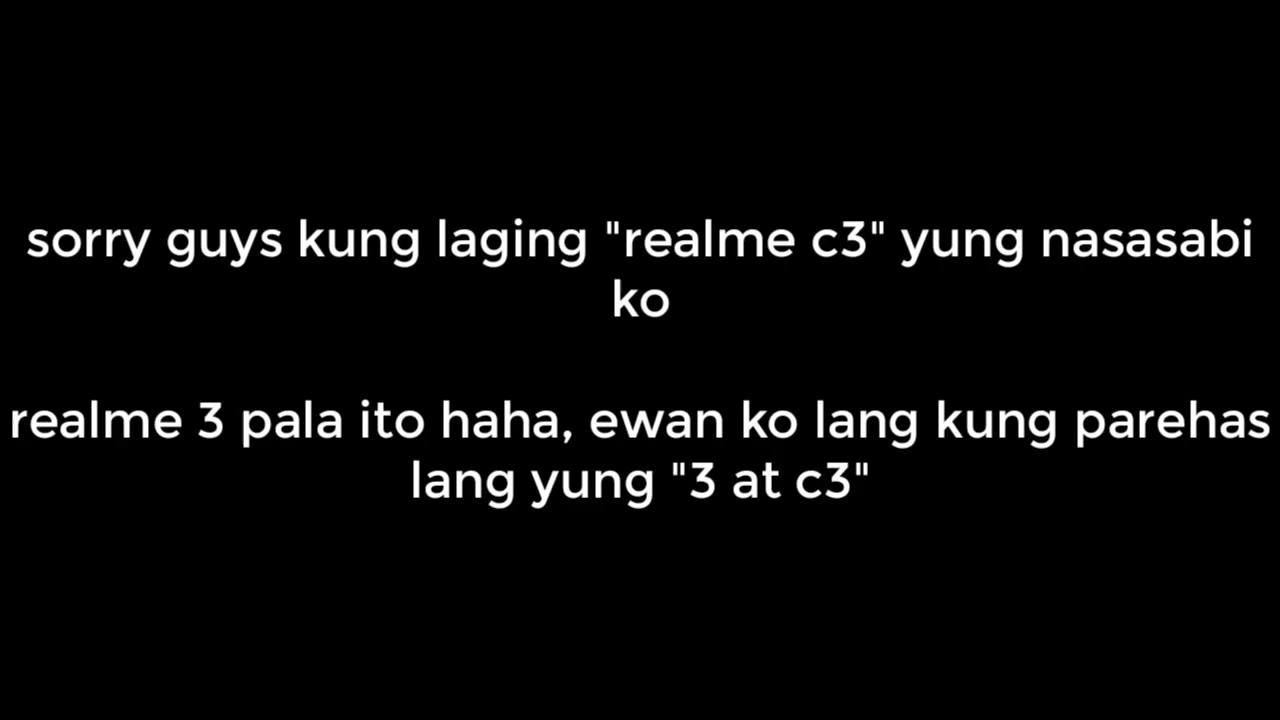 sorry guys kung laging "realme c3" yung nasasabi
ko
realme 3 pala ito haha, ewan ko lang kung parehas
lang yung "3 at c3"